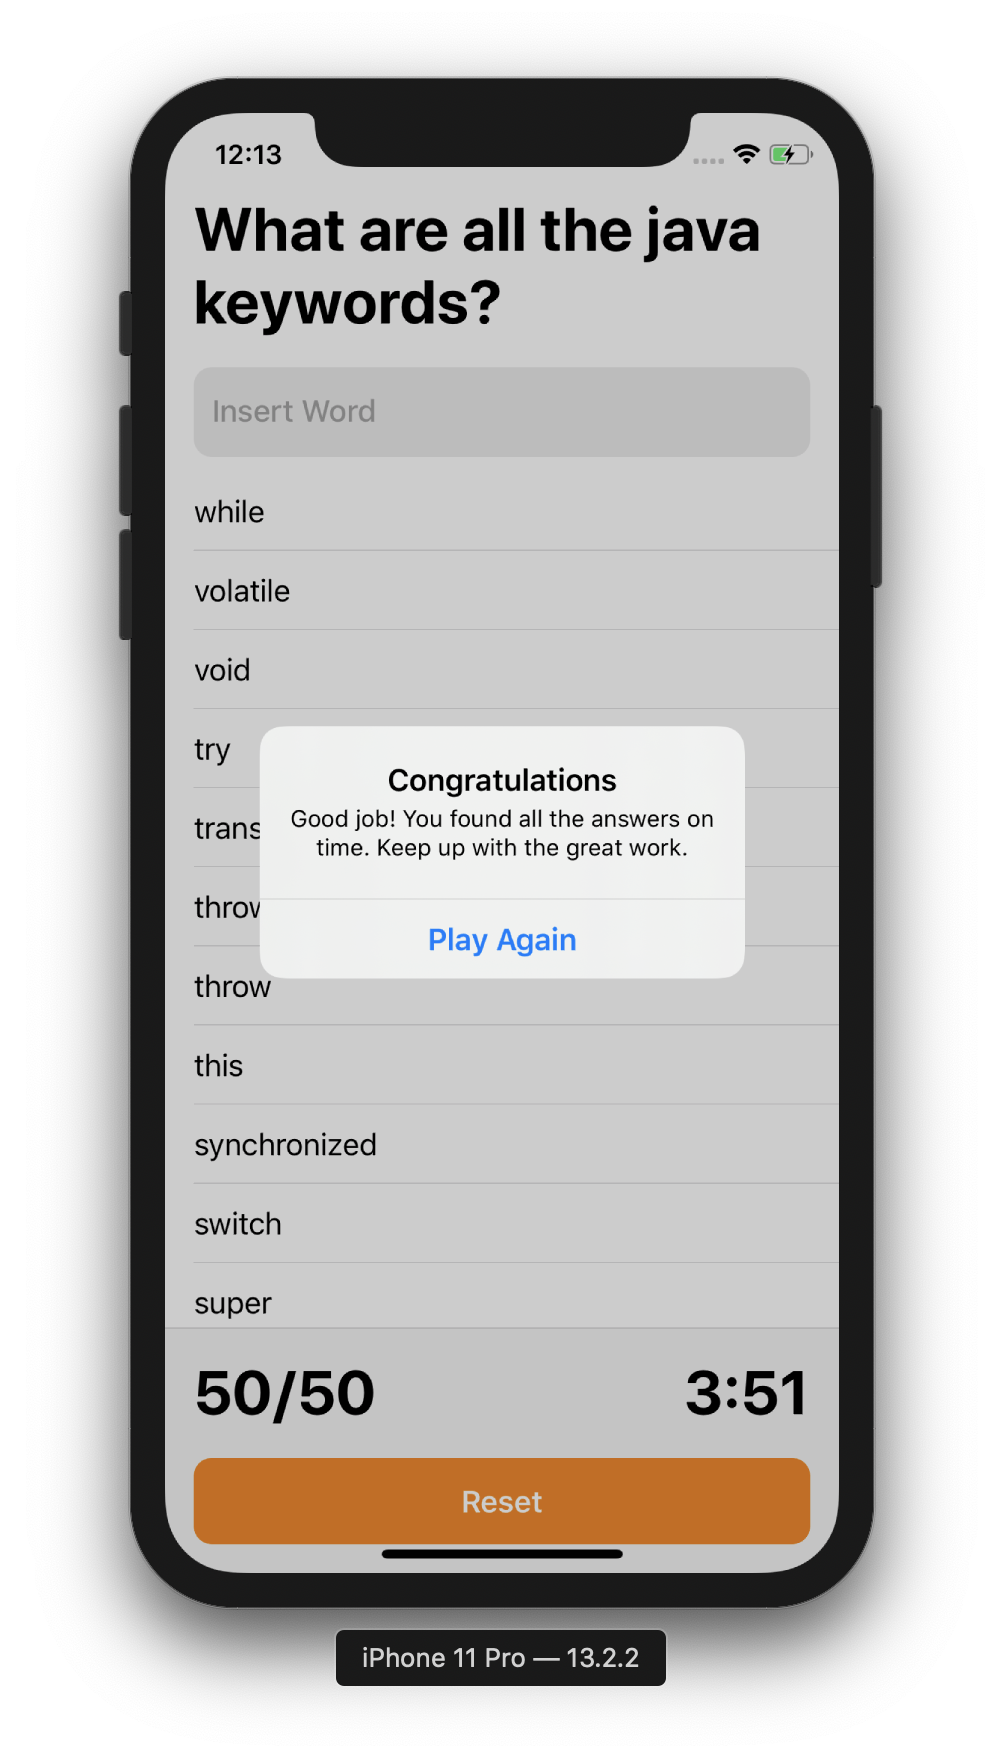 12:13
What are all the java
keywords?
Insert Word
while
volatile
void
try
trans
throw
this
synchronized
switch
super
Congratulations
Good job! You found all the answers on
time. Keep up with the great work.
Play Again
50/50
3:51
Reset
iPhone 11 Pro — 13.2.2